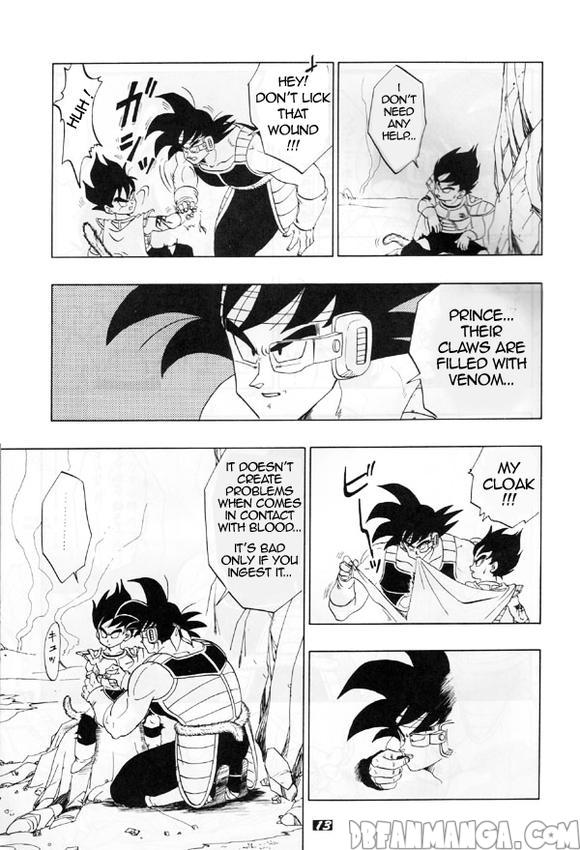 I
DON'T
NEED
ANY
HELP...
HEY!
DON'T LICK
THAT
WOUND
!!!
ガッ
HUH!
PRINCE...
THEIR
CLAWS ARE
FILLED WITH
VENOM...
MY
CLOAK
!!!
ビッ
IT DOESN'T
CREATE
PROBLEMS
WHEN COMES
IN CONTACT
WITH BLOOD...
IT'S BAD
ONLY IF YOU
INGEST IT...
.........
キュッ
13
DBFANMANGA.COM